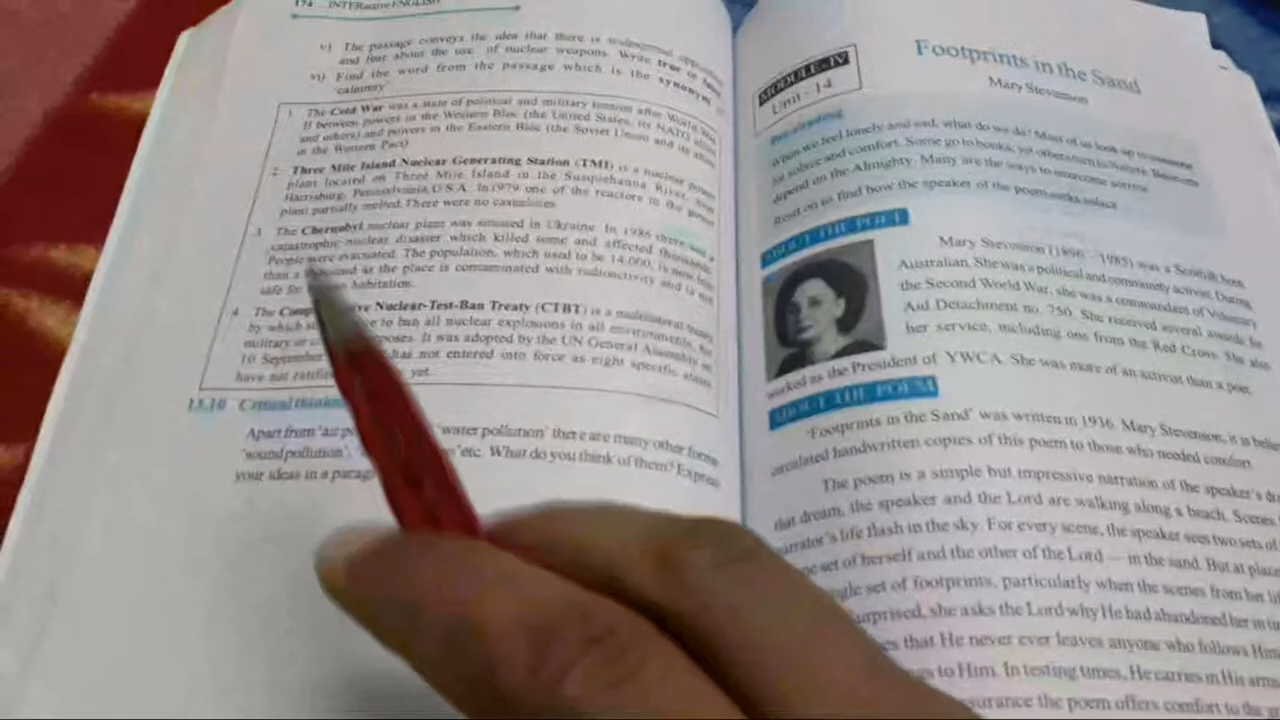 174 INTERactive ENGLISH
v) The passage conveys the idea that there is widespread
and fear about the use of nuclear weapons. Write true or false
vi) Find the word from the passage which is the synonym
'calamity'
1. The Cold War was a state of political and military tension after World War
II between powers in the Western Bloc (the United States, its NATO allies
and others) and powers in the Eastern Bloc (the Soviet Union and its allies
in the Western Pact)
2. Three Mile Island Nuclear Generating Station (TMI) is a nuclear power
plant located on Three Mile Island in the Susquehanna River, near
Harrisburg, Pennsylvania, U.S.A. In 1979 one of the reactors in the power
plant partially melted. There were no casualties.
3. The Chernobyl nuclear plant was situated in Ukraine. In 1986 there was a
catastrophic nuclear disaster which killed some and affected thousands.
People were evacuated. The population, which used to be 14,000, is now less
than a as the place is contaminated with radioactivity and is not
safe for habitation.
4. The Nuclear-Test-Ban Treaty (CTBT) is a multilateral treaty
by which to ban all nuclear explosions in all environments, for
military or It was adopted by the UN General Assembly on
10 September has not entered into force as eight specific states
have not ratified yet.
13.10 Critical thinking
Apart from 'air 'water pollution' there are many other forms
'sound pollution', etc. What do you think of them? Express
your ideas in a paragraph
MODULE-IV
Unit - 14
Footprints in the Sand
Mary Stevenson
Pre-reading
When we feel lonely and sad, what do we do? Most of us look up to someone
for solace and comfort. Some go to books, yet others turn to Nature.
depend on the Almighty. Many are the ways to overcome sorrow.
Read on to find how the speaker of the poem seeks solace
ABOUT THE POET
Mary Stevenson (1896 - 1985) was a Scottish born
Australian. She was a political and community activist. During
the Second World War, she was a commandant of Voluntary
Aid Detachment no. 750. She received several awards for
her service, including one from the Red Cross. She also
worked as the President of YWCA. She was more of an activist than a poet.
ABOUT THE POEM
'Footprints in the Sand' was written in 1936. Mary Stevenson, it is
circulated handwritten copies of this poem to those who needed comfort.
The poem is a simple but impressive narration of the speaker's
that dream, the speaker and the Lord are walking along a beach. Scenes
narrator's life flash in the sky. For every scene, the speaker sees two sets of
one set of herself and the other of the Lord — in the sand. But at
set of footprints, particularly when the scenes from her
surprised, she asks the Lord why He had abandoned her in
that He never ever leaves anyone who follows Him
to Him. In testing times, He carries in His arms
the poem offers comfort to the